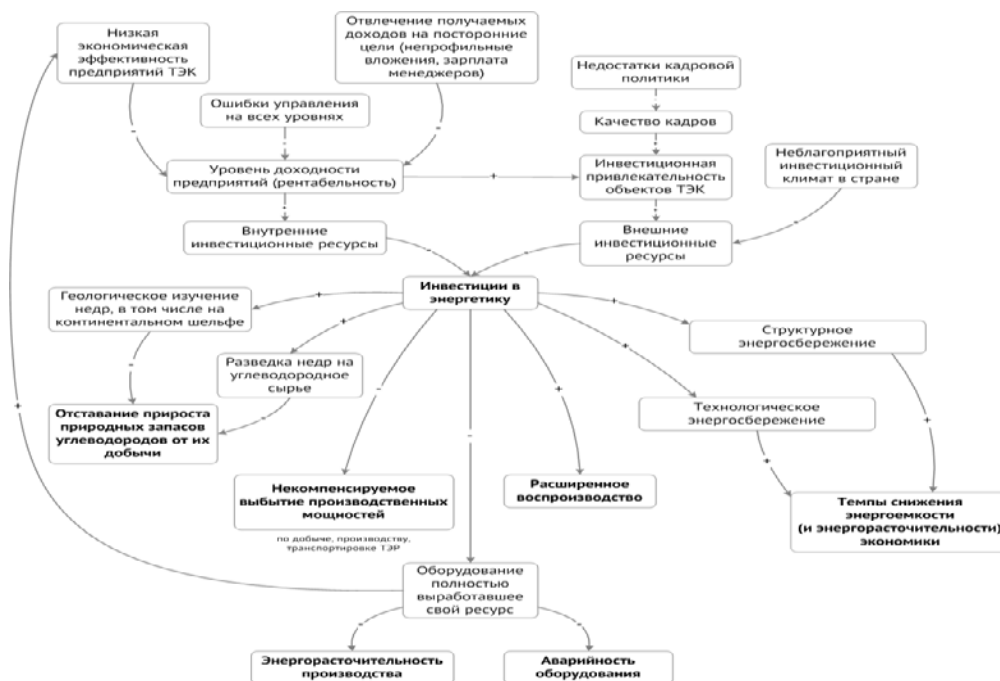 Низкая
экономическая
эффективность
предприятий ТЭК
Отвлечение получаемых
доходов на посторонние
цели (непрофильные
вложения, зарплата
менеджеров)
Недостатки кадровой
политики
Ошибки управления
на всех уровнях
Качество кадров
Уровень доходности
предприятий (рентабельность)
+
Инвестиционная
привлекательность
объектов ТЭК
Неблагоприятный
инвестиционный
климат в стране
Внутренние
инвестиционные ресурсы
Внешние
инвестиционные
ресурсы
Инвестиции в
энергетику
Геологическое изучение
недр, в том числе на
континентальном шельфе
+
+
+
Структурное
энергосбережение
Разведка недр на
углеводородное
сырье
-
+
+
Отставание прироста
природных запасов
углеводородов от их
добычи
Технологическое
энергосбережение
+
+
-
+
Некомпенсируемое
выбытие производственных
мощностей
по добыче, производству,
транспортировке ТЭР
Расширенное
воспроизводство
Темпы снижения
энергоемкости
(и энергорасточительности)
экономики
Оборудование
полностью
выработавшее
свой ресурс
Энергорасточительность
производства
Аварийность
оборудования